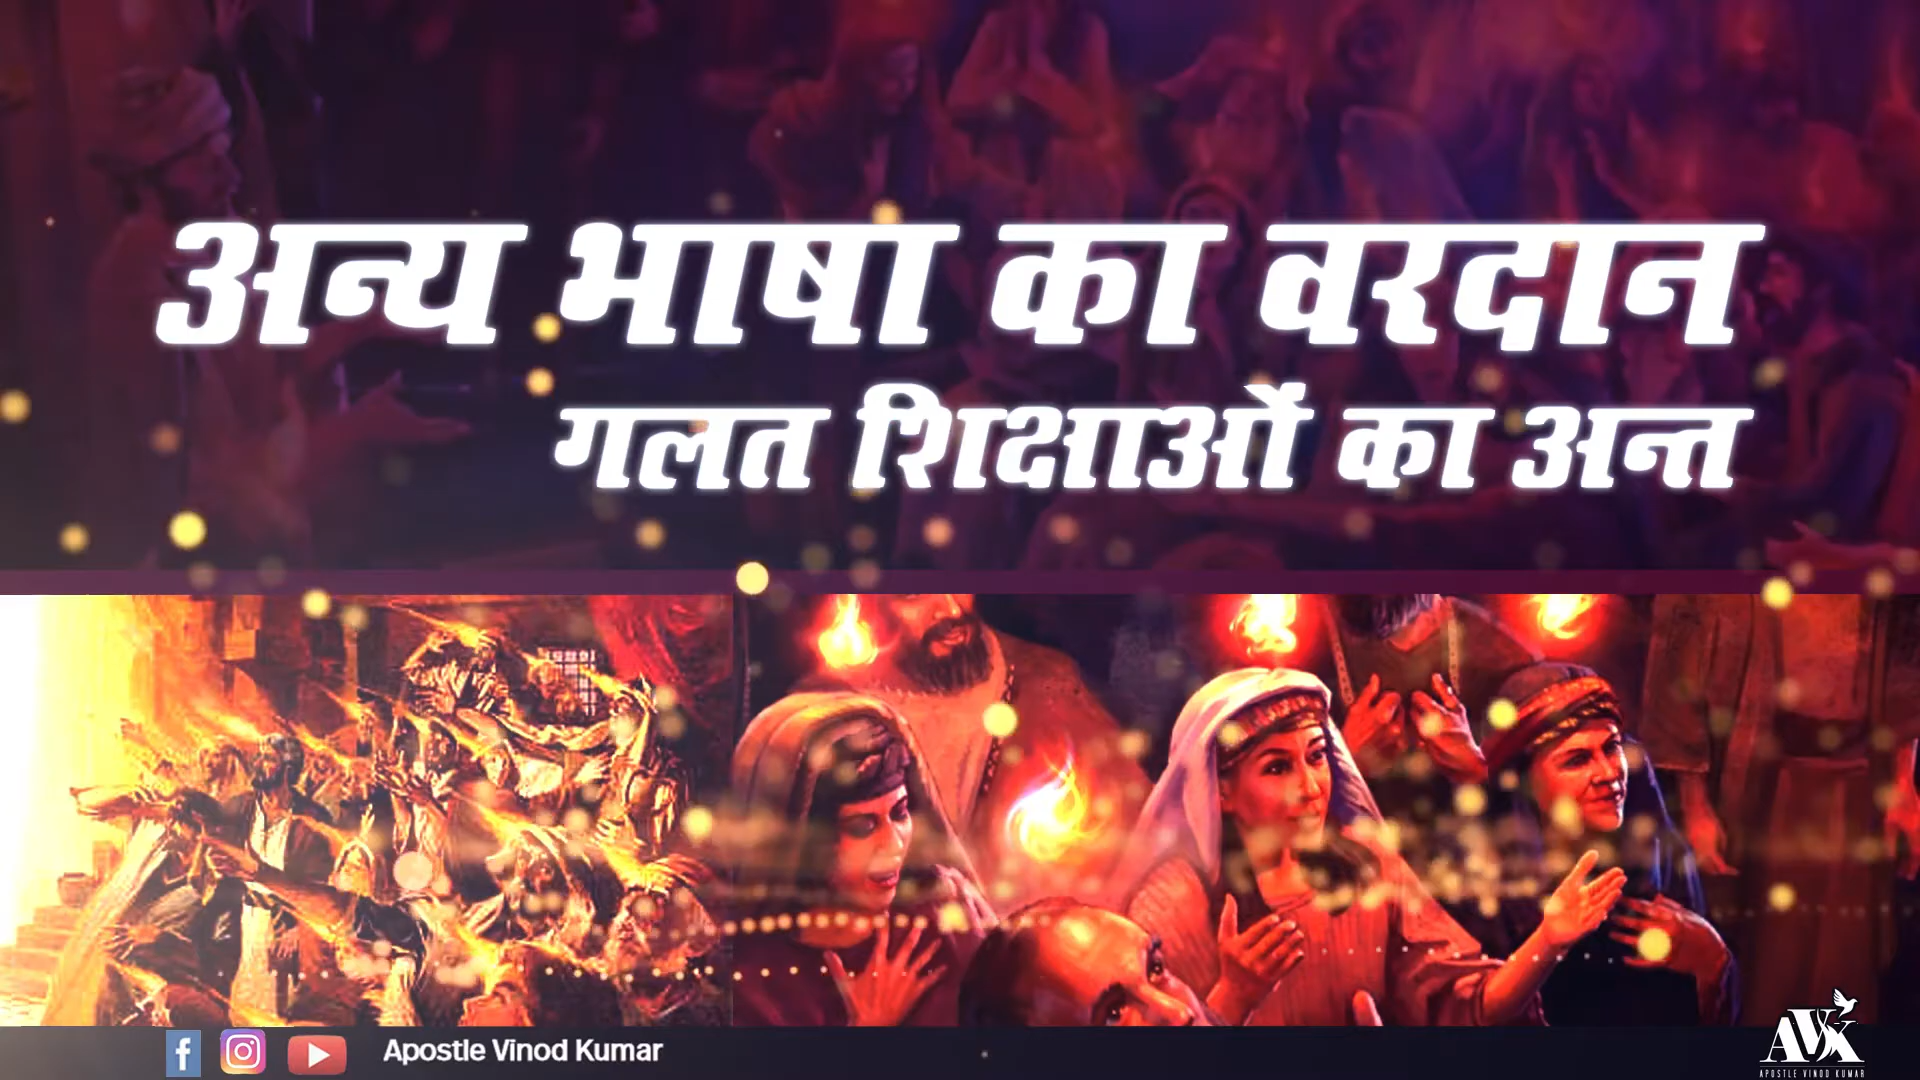 अन्य भाषा का वरदान
गलत शिक्षाओं का अन्त
Apostle Vinod Kumar
AVK
APOSTLE VINOD KUMAR